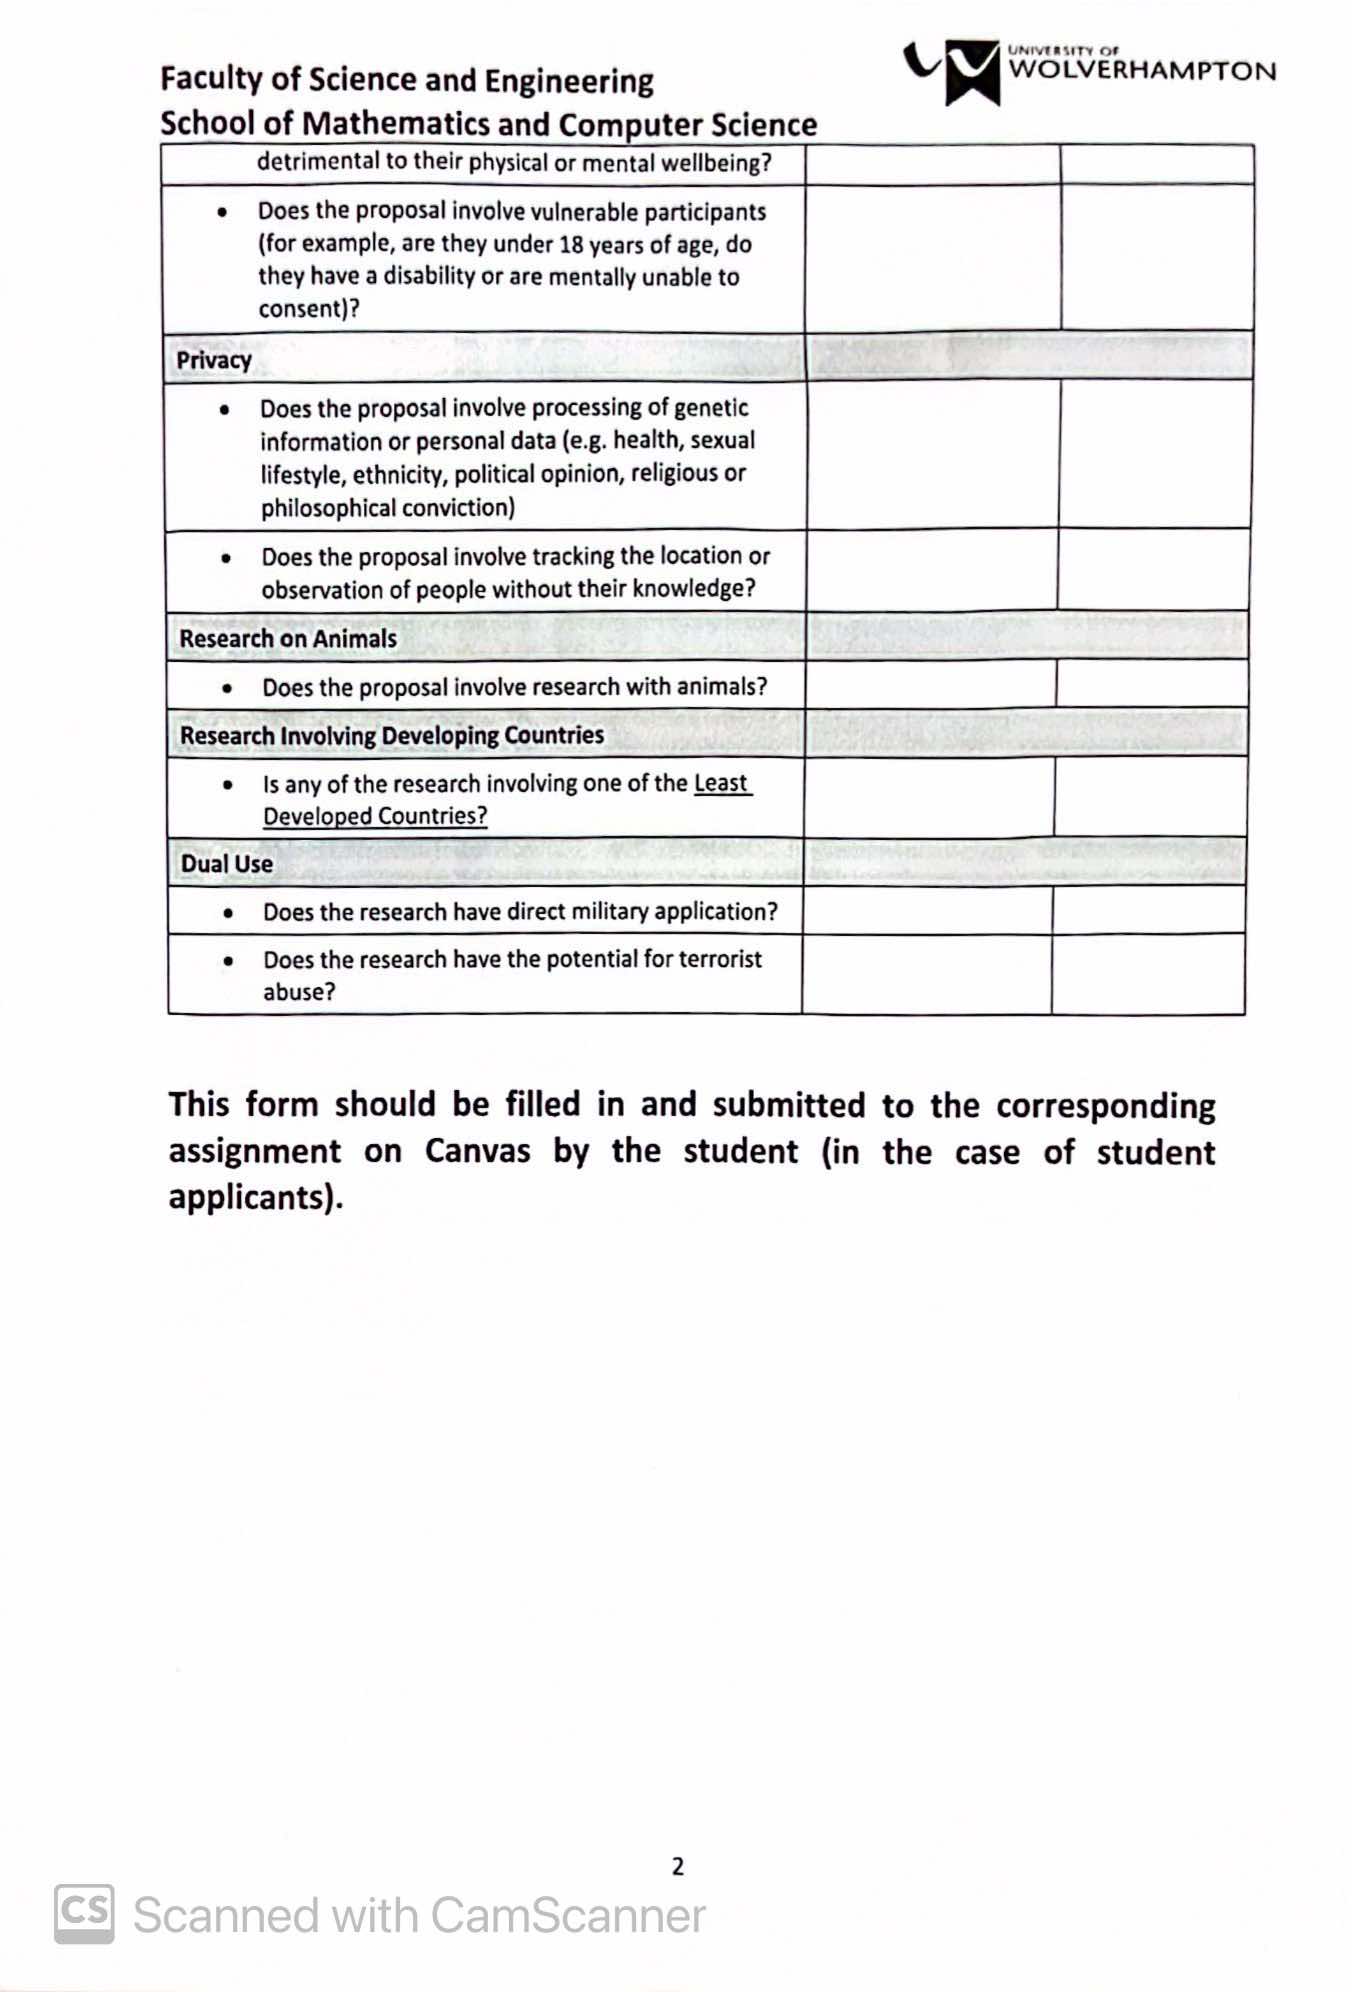 UNIVERSITY OF
WOLVERHAMPTON
Faculty of Science and Engineering
School of Mathematics and Computer Science
detrimental to their physical or mental wellbeing?
• Does the proposal involve vulnerable participants
(for example, are they under 18 years of age, do
they have a disability or are mentally unable to
consent)?
Privacy
• Does the proposal involve processing of genetic
information or personal data (e.g. health, sexual
lifestyle, ethnicity, political opinion, religious or
philosophical conviction)
• Does the proposal involve tracking the location or
observation of people without their knowledge?
Research on Animals
• Does the proposal involve research with animals?
Research Involving Developing Countries
• Is any of the research involving one of the Least
Developed Countries?
Dual Use
• Does the research have direct military application?
• Does the research have the potential for terrorist
abuse?
This form should be filled in and submitted to the corresponding
assignment on Canvas by the student (in the case of student
applicants).
2
CS Scanned with CamScanner